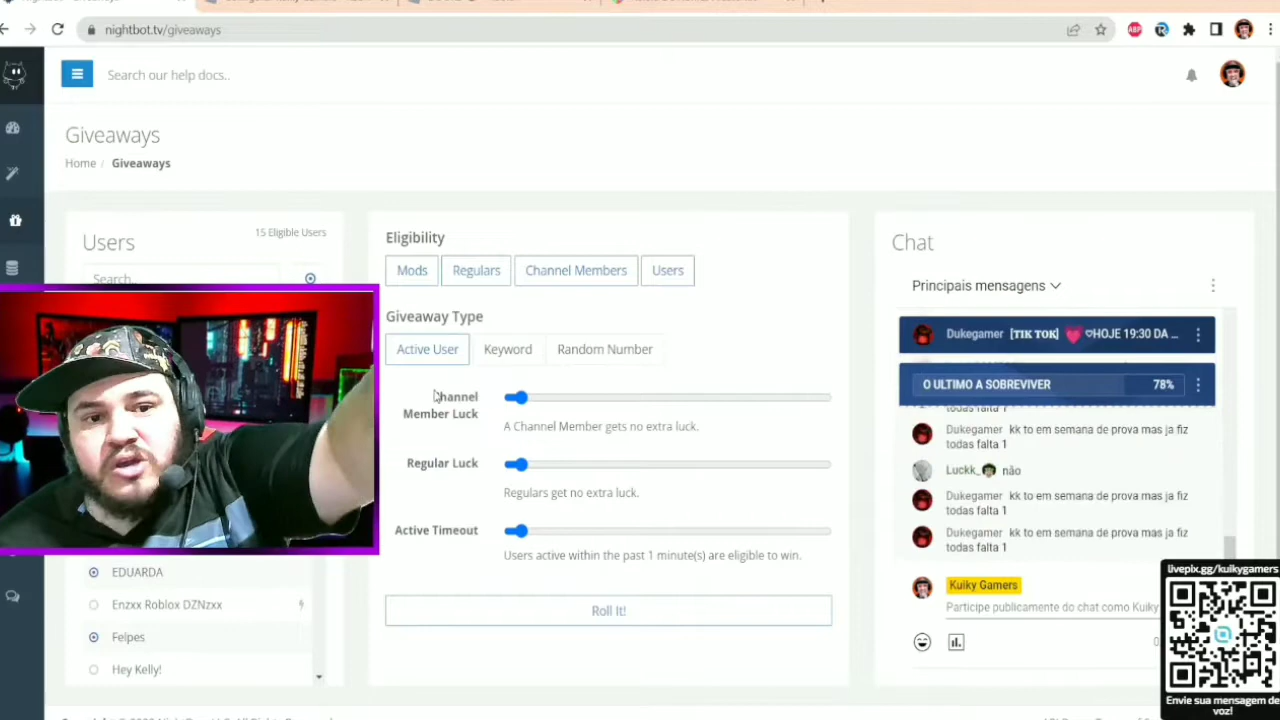 nightbot.tv/giveaways
ABP
Search our help docs..
Giveaways
Home / Giveaways
Users
15 Eligible Users
Search..
EDUARDA
Enzxx Roblox DZNzxx
Felpes
Hey Kelly!
Eligibility
Mods
Regulars
Channel Members
Users
Giveaway Type
Active User
Keyword
Random Number
Channel
Member Luck
A Channel Member gets no extra luck.
Regular Luck
Regulars get no extra luck.
Active Timeout
Users active within the past 1 minute(s) are eligible to win.
Roll It!
Chat
Principais mensagens
Dukegamer [TIK TOK] ❤️ ♡HOJE 19:30 DA ...
O ULTIMO A SOBREVIVER 78%
todas falta 1
Dukegamer kk to em semana de prova mas ja fiz
todas falta 1
Luckk_ não
Dukegamer kk to em semana de prova mas ja fiz
todas falta 1
Dukegamer kk to em semana de prova mas ja fiz
todas falta 1
Kuiky Gamers
Participe publicamente do chat como Kuiky
livepix.gg/kuikygamers
Envie sua mensagem de
voz!